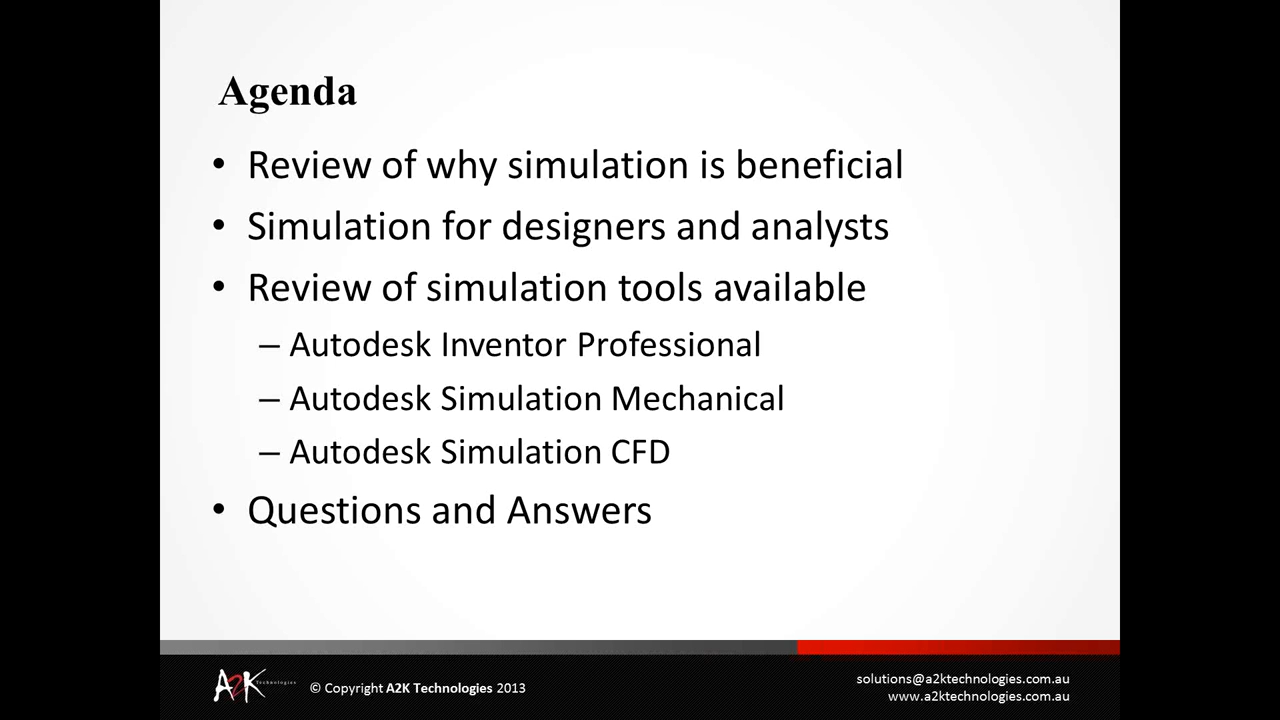 Agenda
• Review of why simulation is beneficial
• Simulation for designers and analysts
• Review of simulation tools available
– Autodesk Inventor Professional
– Autodesk Simulation Mechanical
– Autodesk Simulation CFD
• Questions and Answers
A2K Technologies
© Copyright A2K Technologies 2013
solutions@a2ktechnologies.com.au
www.a2ktechnologies.com.au